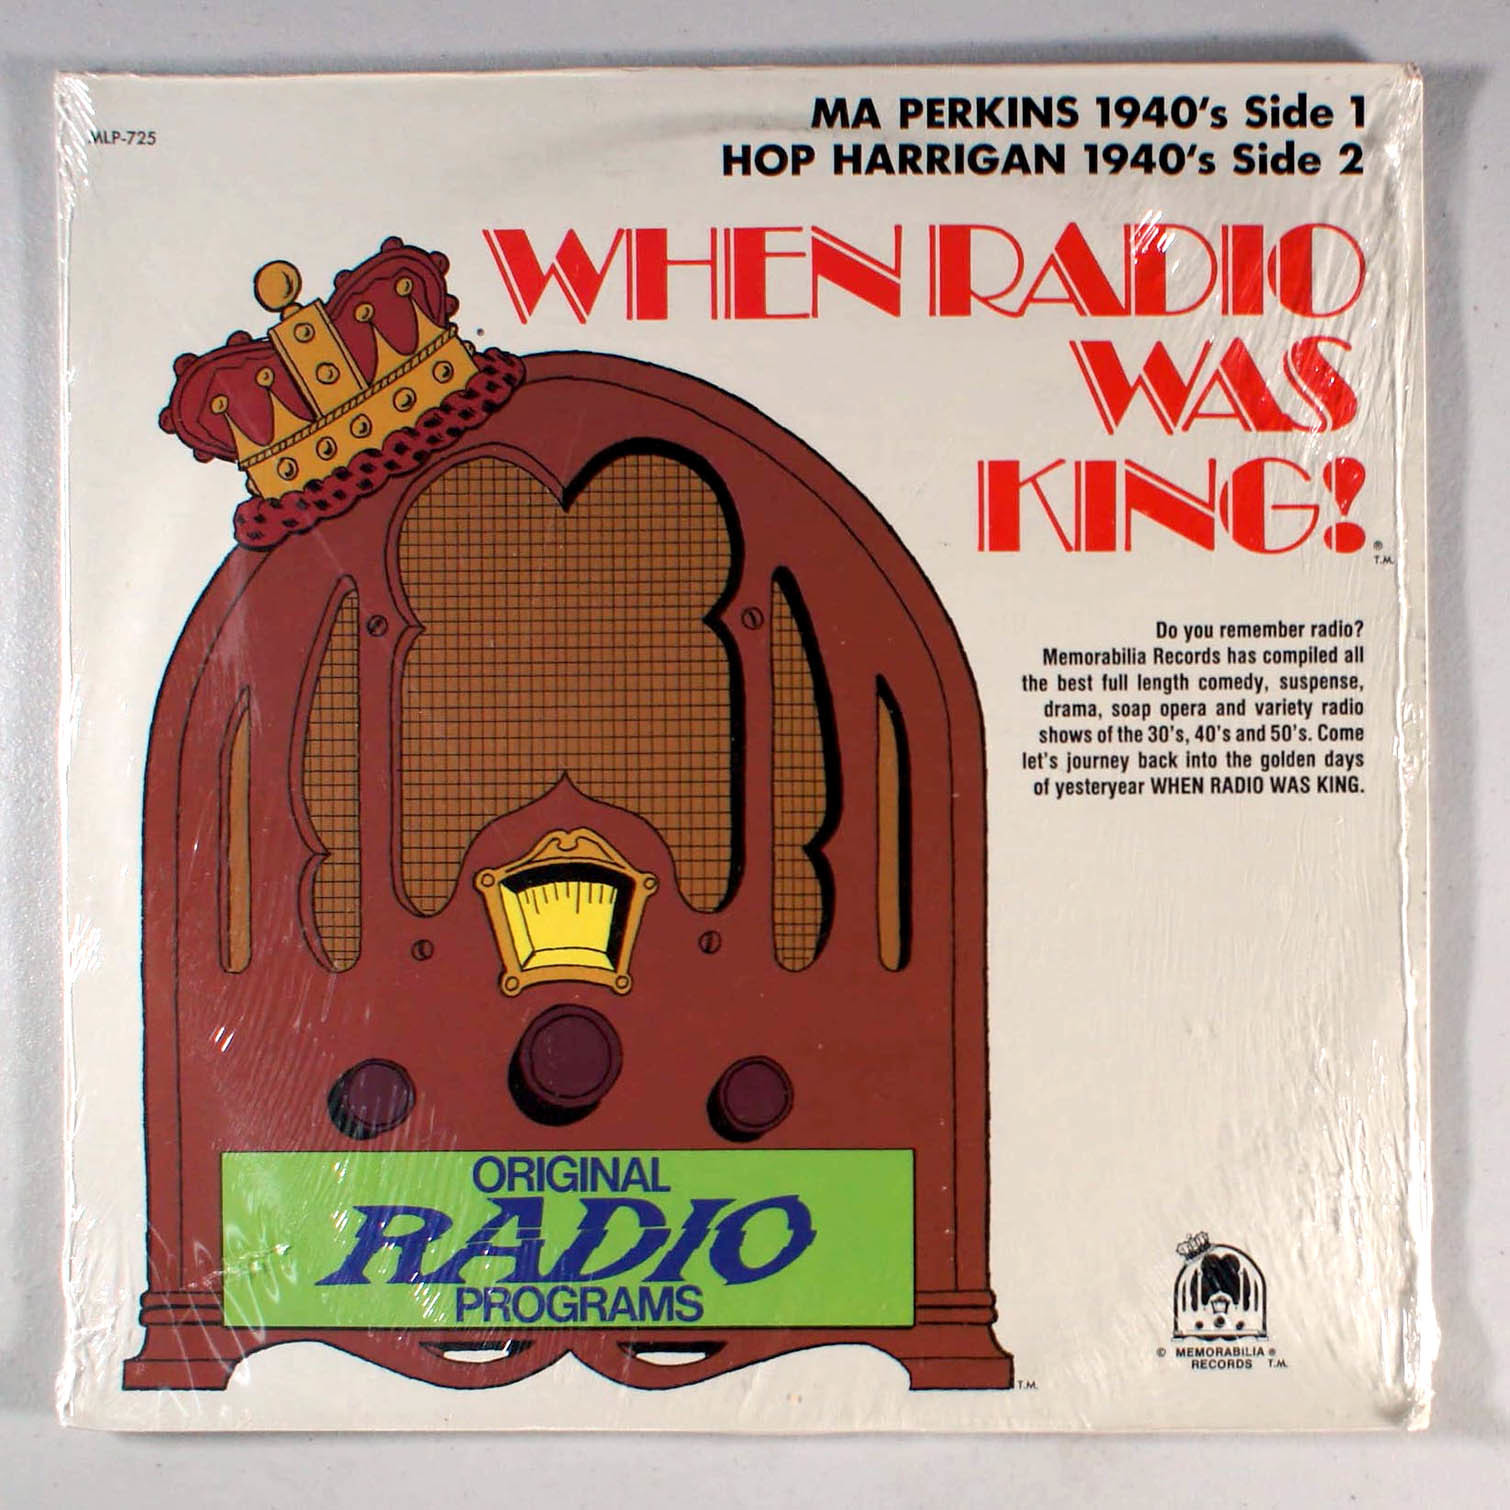 MLP-725
MA PERKINS 1940's Side 1
HOP HARRIGAN 1940's Side 2
WHEN RADIO
WAS
KING!
® T.M.
Do you remember radio?
Memorabilia Records has compiled all
the best full length comedy, suspense,
drama, soap opera and variety radio
shows of the 30's, 40's and 50's. Come
let's journey back into the golden days
of yesteryear WHEN RADIO WAS KING.
ORIGINAL
RADIO
PROGRAMS
T.M.
© MEMORABILIA ®
RECORDS T.M.